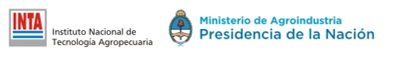 INTA
Instituto Nacional de
Tecnología Agropecuaria
Ministerio de Agroindustria
Presidencia de la Nación